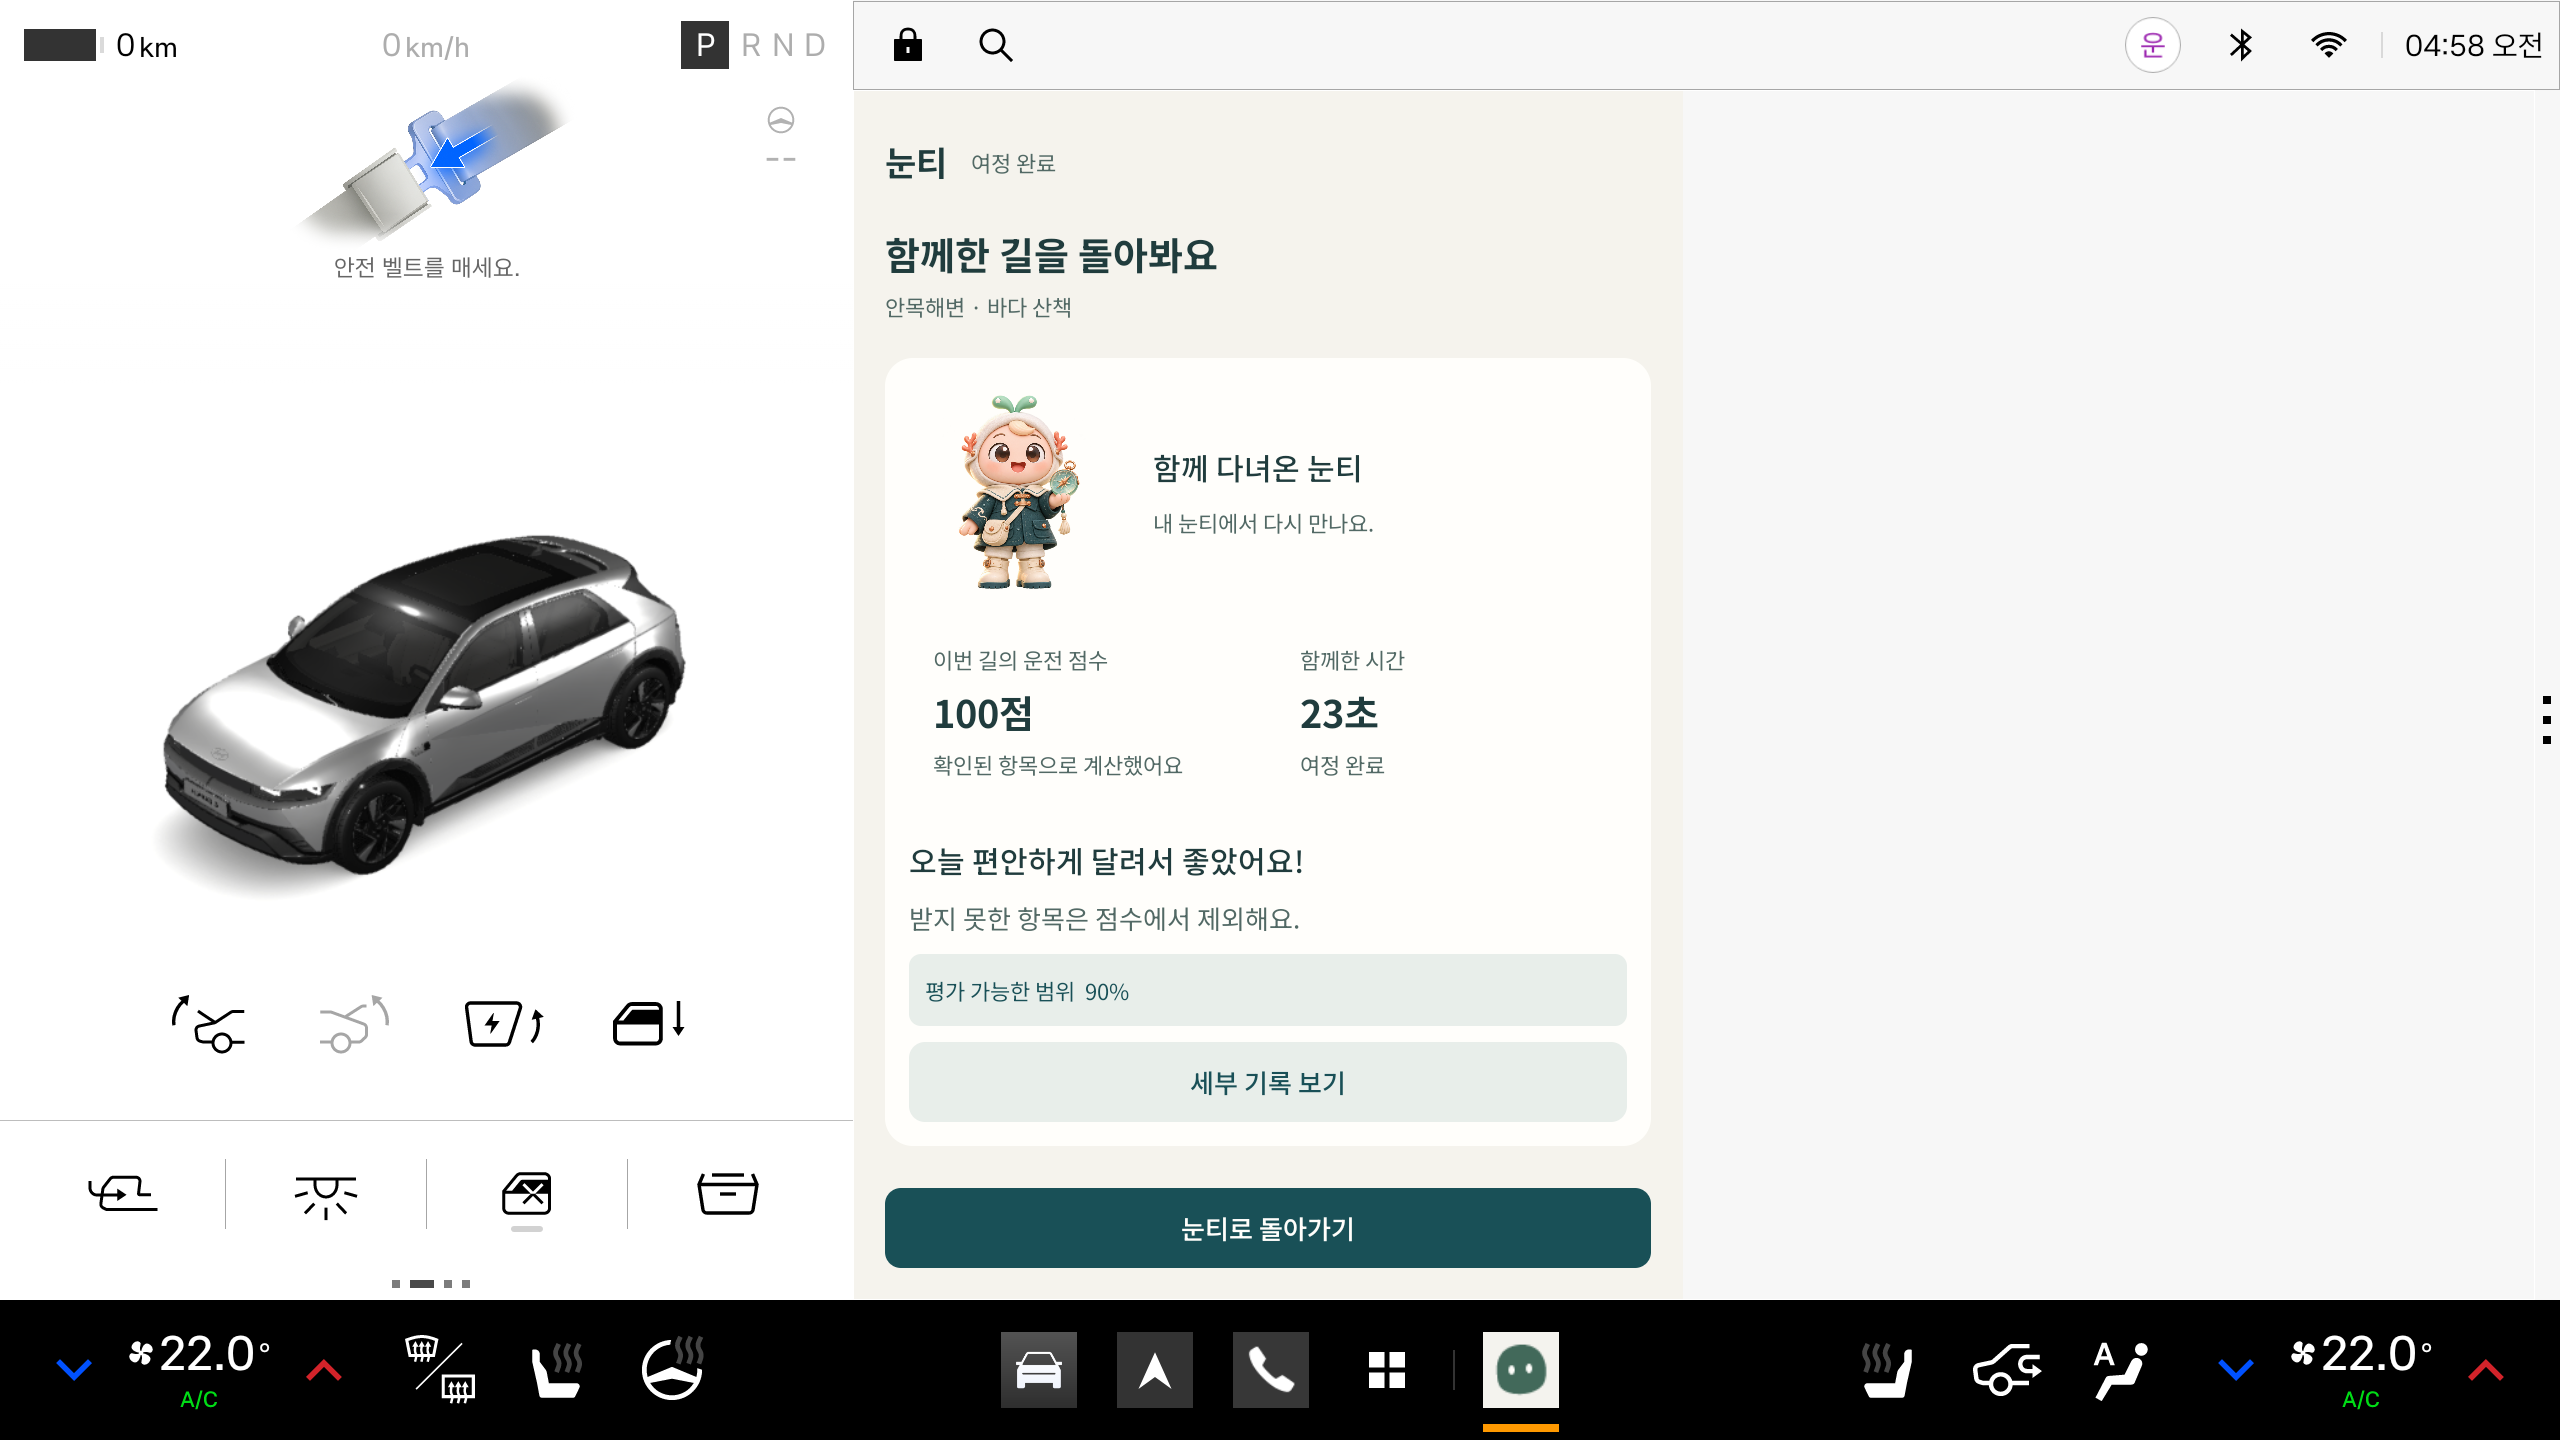 0 km
0 km/h
P R N D
운
04:58 오전
안전 벨트를 매세요.
눈티 여정 완료
함께한 길을 돌아봐요
안목해변 · 바다 산책
함께 다녀온 눈티
내 눈티에서 다시 만나요.
이번 길의 운전 점수
100점
확인된 항목으로 계산했어요
함께한 시간
23초
여정 완료
오늘 편안하게 달려서 좋았어요!
받지 못한 항목은 점수에서 제외해요.
평가 가능한 범위 90%
세부 기록 보기
눈티로 돌아가기
22.0°
A/C
A
22.0°
A/C